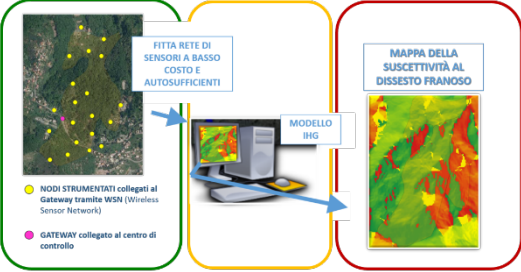 FITTA RETE DI
SENSORI A BASSO
COSTO E
AUTOSUFFICIENTI
NODI STRUMENTATI collegati al
Gateway tramite WSN (Wireless
Sensor Network)
GATEWAY collegato al centro di
controllo
MODELLO
IHG
MAPPA DELLA
SUSCETTIVITÀ AL
DISSESTO FRANOSO